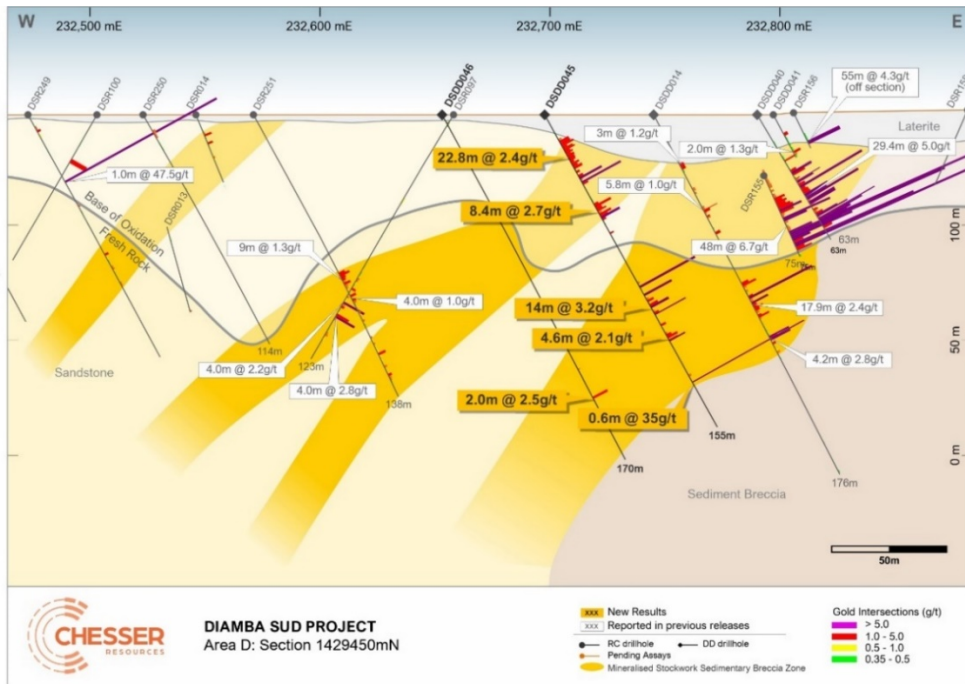 W
232,500 mE
232,600 mE
232,700 mE
232,800 mE
E
DSR249
DSR100
DSR250
DSR014
DSR251
DSDD046
DSR097
DSDD045
DSDD014
DSDD040
DSDD041
DSR156
55m @ 4.3g/t
(off section)
Laterite
3m @ 1.2g/t
2.0m @ 1.3g/t
29.4m @ 5.0g/t
22.8m @ 2.4g/t
1.0m @ 47.5g/t
5.8m @ 1.0g/t
DSR155
DSR013
8.4m @ 2.7g/t
Base of Oxidation
Fresh Rock
48m @ 6.7g/t
63m
63m
75m
100 m
9m @ 1.3g/t
4.0m @ 1.0g/t
14m @ 3.2g/t
17.9m @ 2.4g/t
4.6m @ 2.1g/t
50 m
114m
123m
4.0m @ 2.2g/t
4.2m @ 2.8g/t
Sandstone
4.0m @ 2.8g/t
138m
2.0m @ 2.5g/t
0.6m @ 35g/t
155m
170m
0 m
176m
Sediment Breccia
50m
CHESSER
RESOURCES
DIAMBA SUD PROJECT
Area D: Section 1429450mN
xxx New Results
xxx Reported in previous releases
RC drillhole
DD drillhole
Pending Assays
Mineralised Stockwork Sedimentary Breccia Zone
Gold Intersections (g/t)
> 5.0
1.0 - 5.0
0.5 - 1.0
0.35 - 0.5